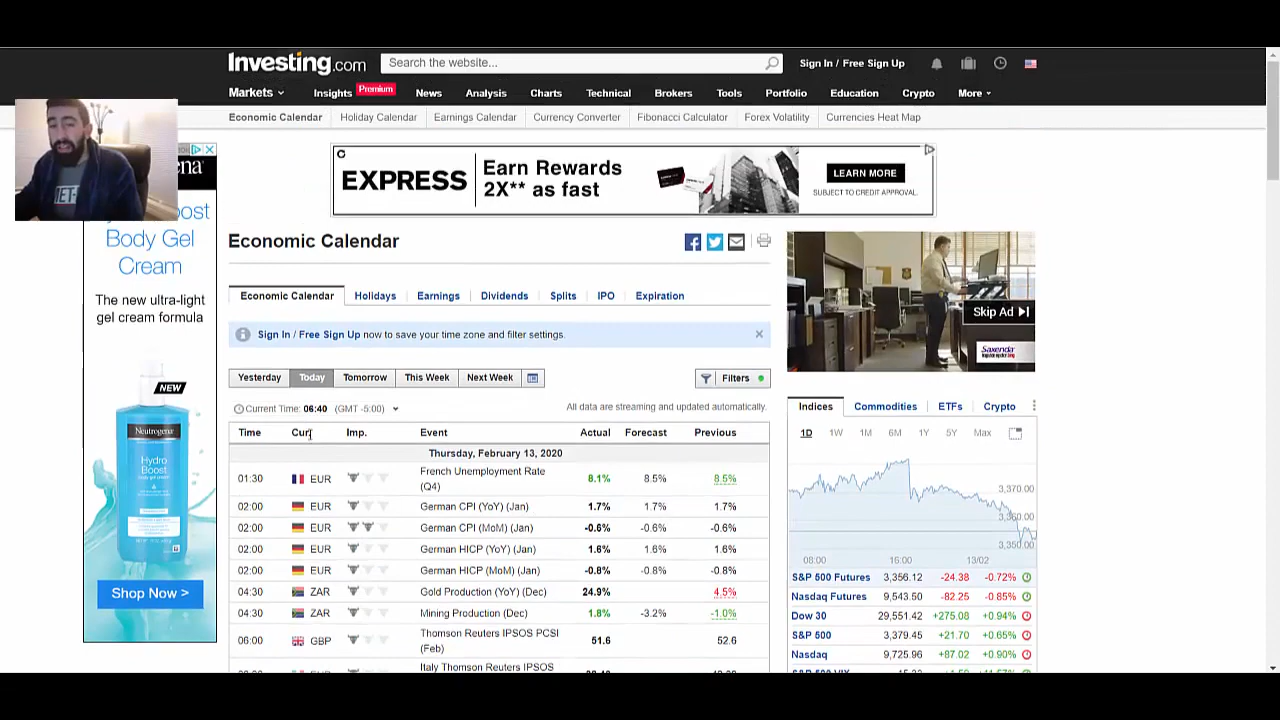 Investing.com
Search the website...
Sign In / Free Sign Up
Markets
Insights
Premium
News
Analysis
Charts
Technical
Brokers
Tools
Portfolio
Education
Crypto
More
Economic Calendar
Holiday Calendar
Earnings Calendar
Currency Converter
Fibonacci Calculator
Forex Volatility
Currencies Heat Map
EXPRESS
Earn Rewards
2X** as fast
LEARN MORE
SUBJECT TO CREDIT APPROVAL.
Body Gel
Cream
The new ultra-light
gel cream formula
NEW
Neutrogena
Hydro
Boost
Shop Now >
Economic Calendar
Economic Calendar
Holidays
Earnings
Dividends
Splits
IPO
Expiration
Sign In / Free Sign Up now to save your time zone and filter settings.
Yesterday
Today
Tomorrow
This Week
Next Week
Filters
Current Time: 06:40 (GMT -5:00)
All data are streaming and updated automatically.
Time Cur. Imp. Event Actual Forecast Previous
Thursday, February 13, 2020
01:30 EUR French Unemployment Rate (Q4) 8.1% 8.5% 8.5%
02:00 EUR German CPI (YoY) (Jan) 1.7% 1.7% 1.7%
02:00 EUR German CPI (MoM) (Jan) -0.6% -0.6% -0.6%
02:00 EUR German HICP (YoY) (Jan) 1.6% 1.6% 1.6%
02:00 EUR German HICP (MoM) (Jan) -0.8% -0.8% -0.8%
04:30 ZAR Gold Production (YoY) (Dec) 24.9% 4.5%
04:30 ZAR Mining Production (Dec) 1.8% -3.2% -1.0%
06:00 GBP Thomson Reuters IPSOS PCSI (Feb) 51.6 52.6
Italy Thomson Reuters IPSOS
Skip Ad
Saxenda
Indices
Commodities
ETFs
Crypto
1D 1W 1M 6M 1Y 5Y Max
3,370.00
3,360.00
3,350.00
08:00 16:00 13/02
S&P 500 Futures 3,356.12 -24.38 -0.72%
Nasdaq Futures 9,543.50 -82.25 -0.85%
Dow 30 29,551.42 +275.08 +0.94%
S&P 500 3,379.45 +21.70 +0.65%
Nasdaq 9,725.96 +87.02 +0.90%
S&P 500 VIX